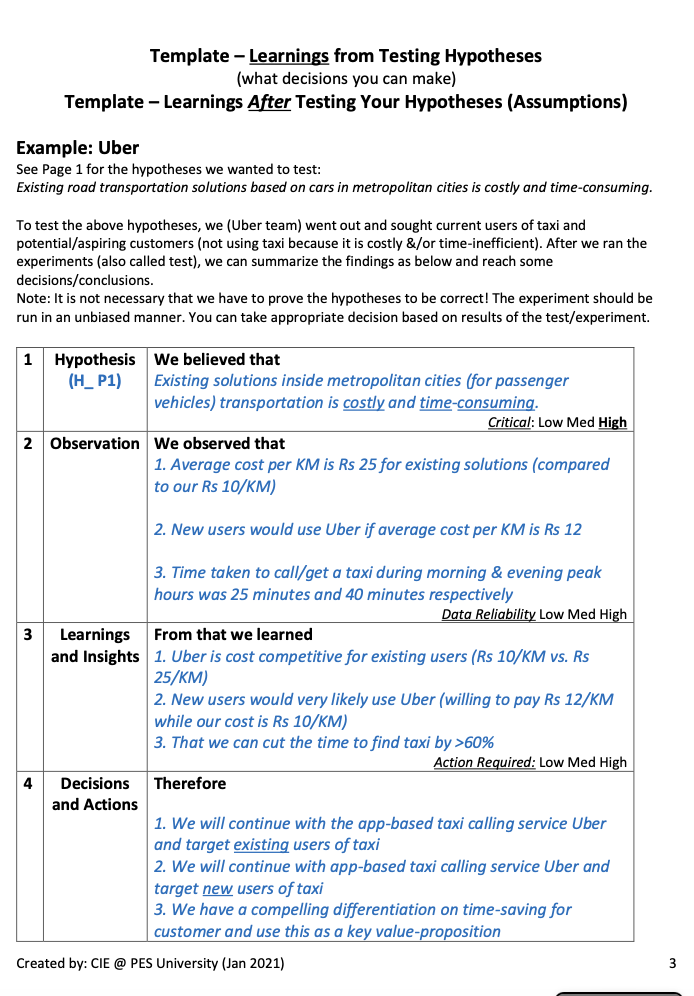 Template – Learnings from Testing Hypotheses
(what decisions you can make)
Template – Learnings After Testing Your Hypotheses (Assumptions)
Example: Uber
See Page 1 for the hypotheses we wanted to test:
Existing road transportation solutions based on cars in metropolitan cities is costly and time-consuming.
To test the above hypotheses, we (Uber team) went out and sought current users of taxi and
potential/aspiring customers (not using taxi because it is costly &/or time-inefficient). After we ran the
experiments (also called test), we can summarize the findings as below and reach some
decisions/conclusions.
Note: It is not necessary that we have to prove the hypotheses to be correct! The experiment should be
run in an unbiased manner. You can take appropriate decision based on results of the test/experiment.
1 Hypothesis We believed that
(H_ P1) Existing solutions inside metropolitan cities (for passenger
vehicles) transportation is costly and time-consuming.
Critical: Low Med High
2 Observation We observed that
1. Average cost per KM is Rs 25 for existing solutions (compared
to our Rs 10/KM)
2. New users would use Uber if average cost per KM is Rs 12
3. Time taken to call/get a taxi during morning & evening peak
hours was 25 minutes and 40 minutes respectively
Data Reliability Low Med High
3 Learnings From that we learned
and Insights 1. Uber is cost competitive for existing users (Rs 10/KM vs. Rs
25/KM)
2. New users would very likely use Uber (willing to pay Rs 12/KM
while our cost is Rs 10/KM)
3. That we can cut the time to find taxi by >60%
Action Required: Low Med High
4 Decisions Therefore
and Actions
1. We will continue with the app-based taxi calling service Uber
and target existing users of taxi
2. We will continue with app-based taxi calling service Uber and
target new users of taxi
3. We have a compelling differentiation on time-saving for
customer and use this as a key value-proposition
Created by: CIE @ PES University (Jan 2021) 3